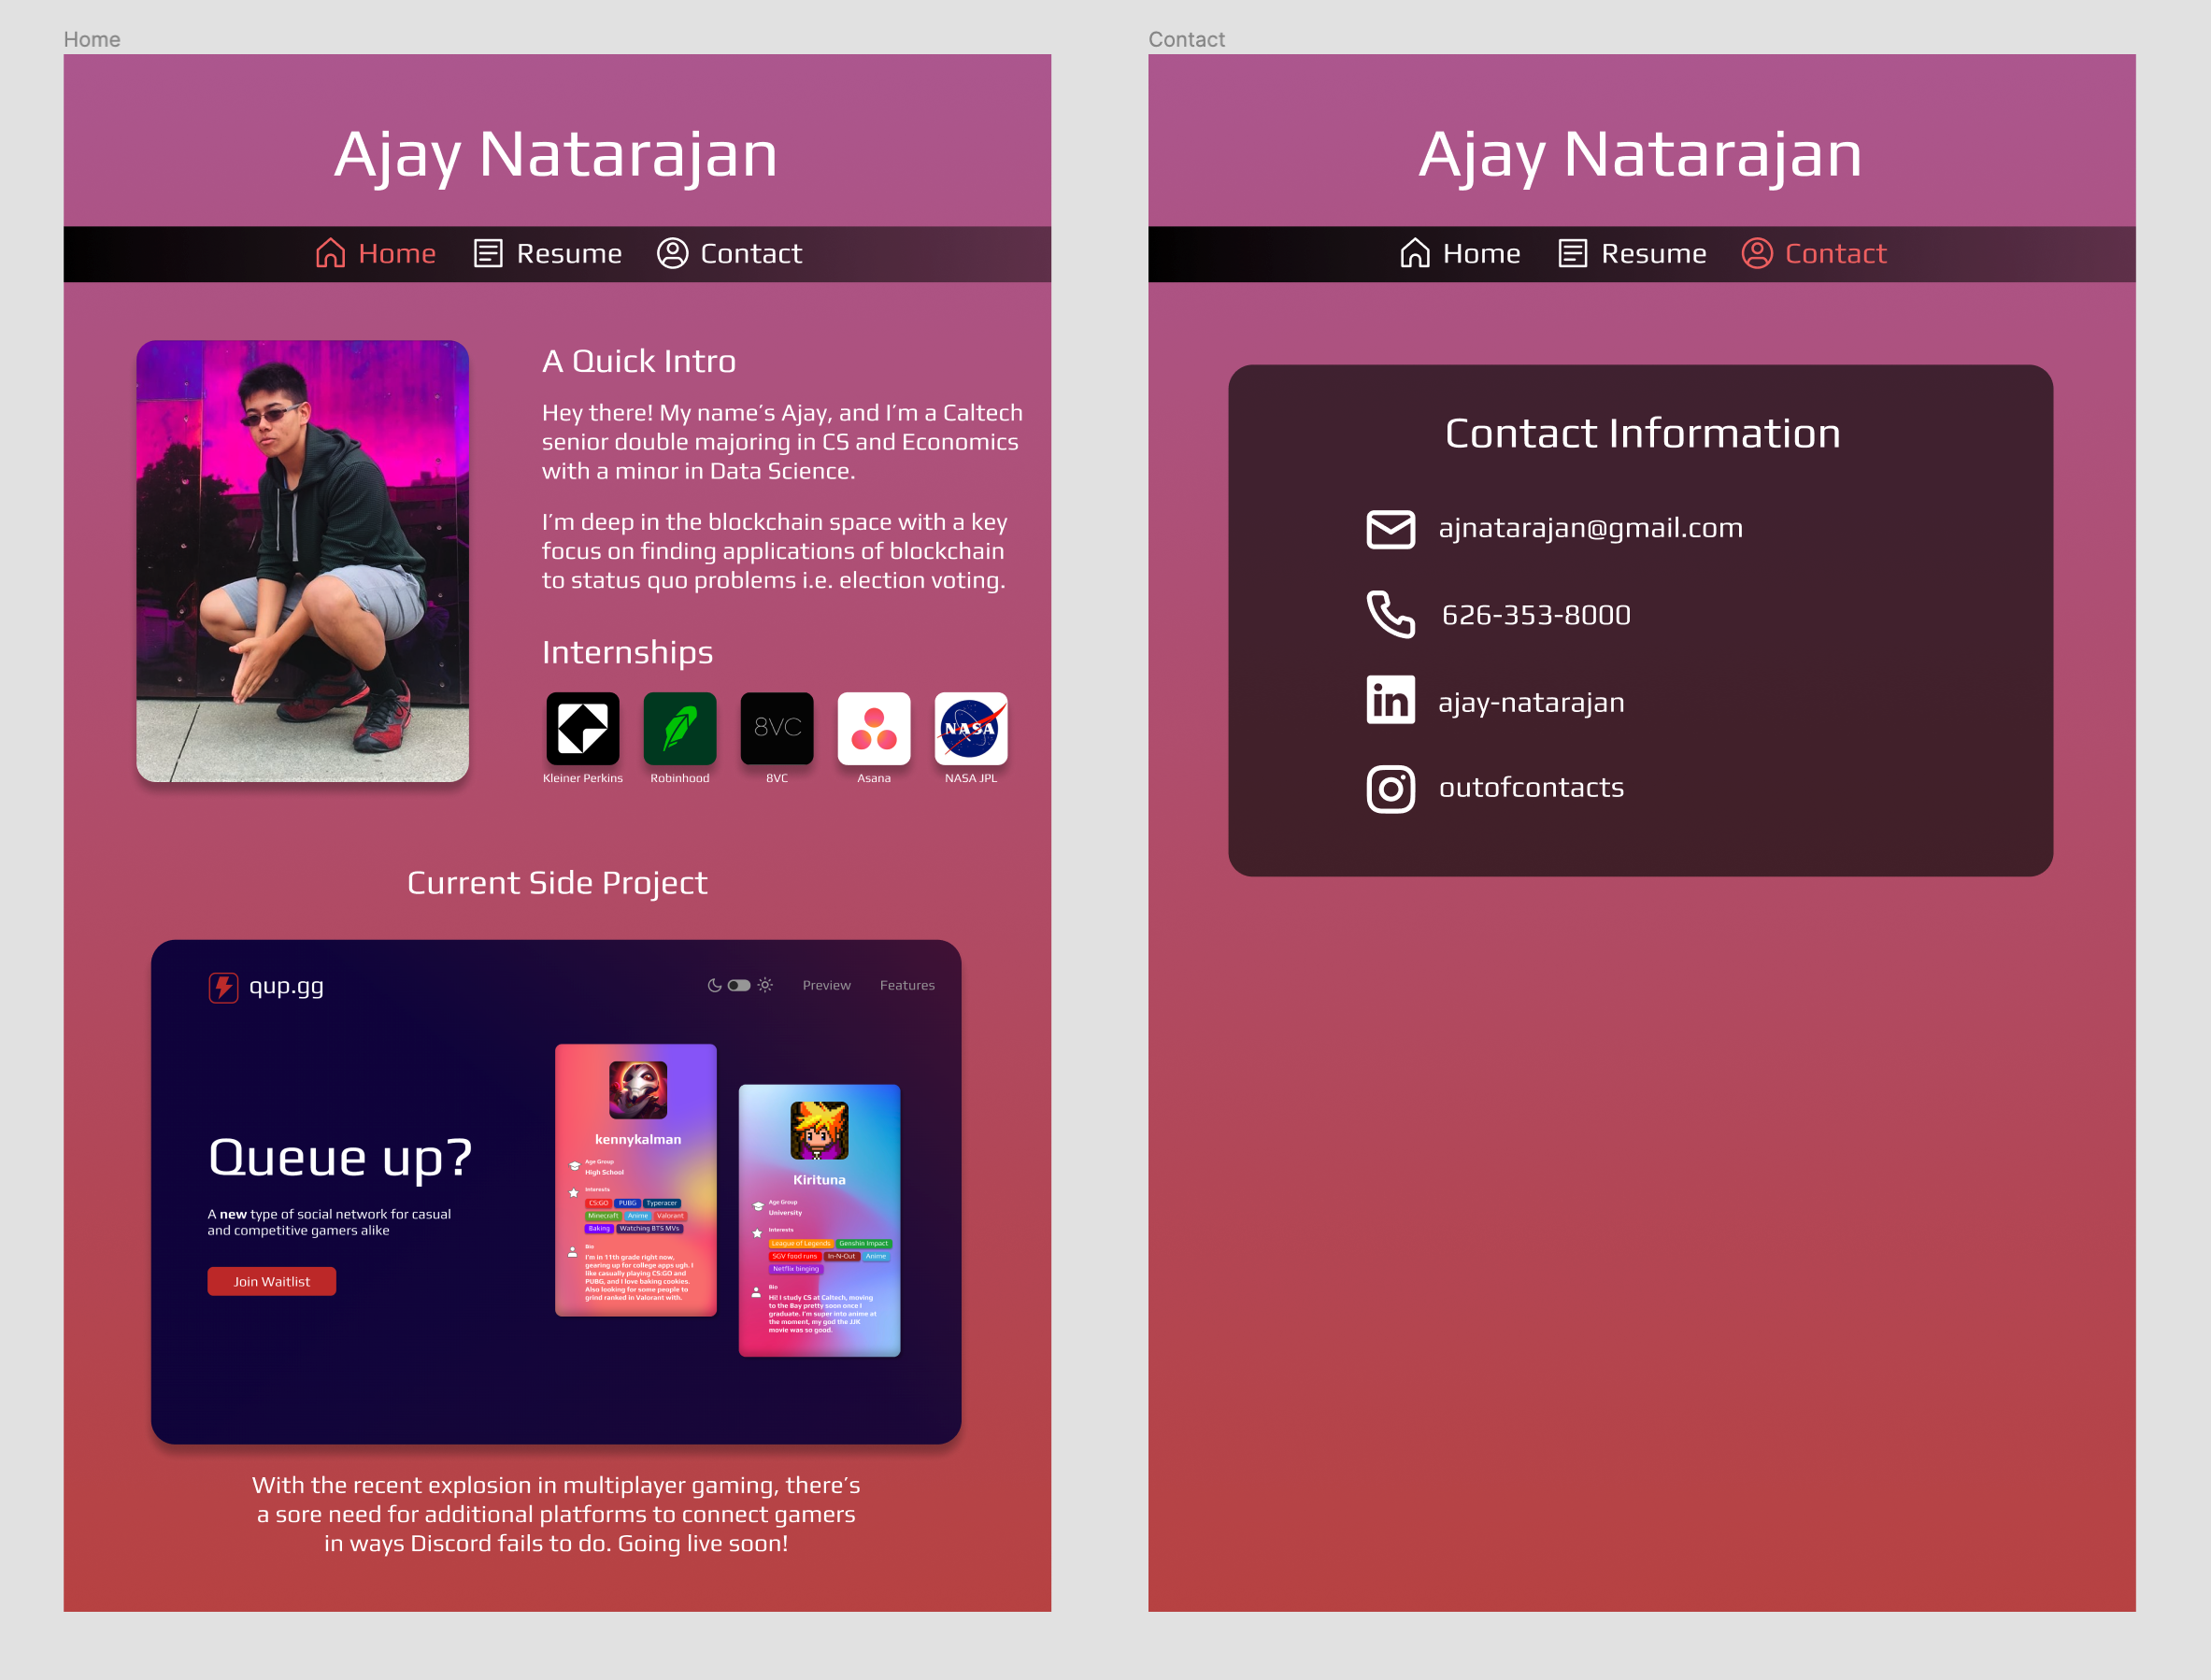 Home
Ajay Natarajan
Home Resume Contact
A Quick Intro
Hey there! My name’s Ajay, and I’m a Caltech
senior double majoring in CS and Economics
with a minor in Data Science.
I’m deep in the blockchain space with a key
focus on finding applications of blockchain
to status quo problems i.e. election voting.
Internships
8VC
NASA
Kleiner Perkins Robinhood 8VC Asana NASA JPL
Current Side Project
qup.gg
Preview Features
Queue up?
A new type of social network for casual
and competitive gamers alike
Join Waitlist
kennykalman
Age Group
High School
Interests
CS:GO PUBG Typeracer
Minecraft Anime Valorant
Baking Watching BTS MVs
Bio
I'm in 11th grade right now,
gearing up for college apps ugh. I
like casually playing CS:GO and
PUBG, and I love baking cookies.
Also looking for some people to
grind ranked in Valorant with.
Kirituna
Age Group
University
Interests
League of Legends Genshin Impact
SGV food runs In-N-Out Anime
Netflix binging
Bio
Hi! I study CS at Caltech, moving
to the Bay pretty soon once I
graduate. I'm super into anime at
the moment, my god the JJK
movie was so good.
With the recent explosion in multiplayer gaming, there’s
a sore need for additional platforms to connect gamers
in ways Discord fails to do. Going live soon!
Contact
Ajay Natarajan
Home Resume Contact
Contact Information
ajnatarajan@gmail.com
626-353-8000
in ajay-natarajan
outofcontacts